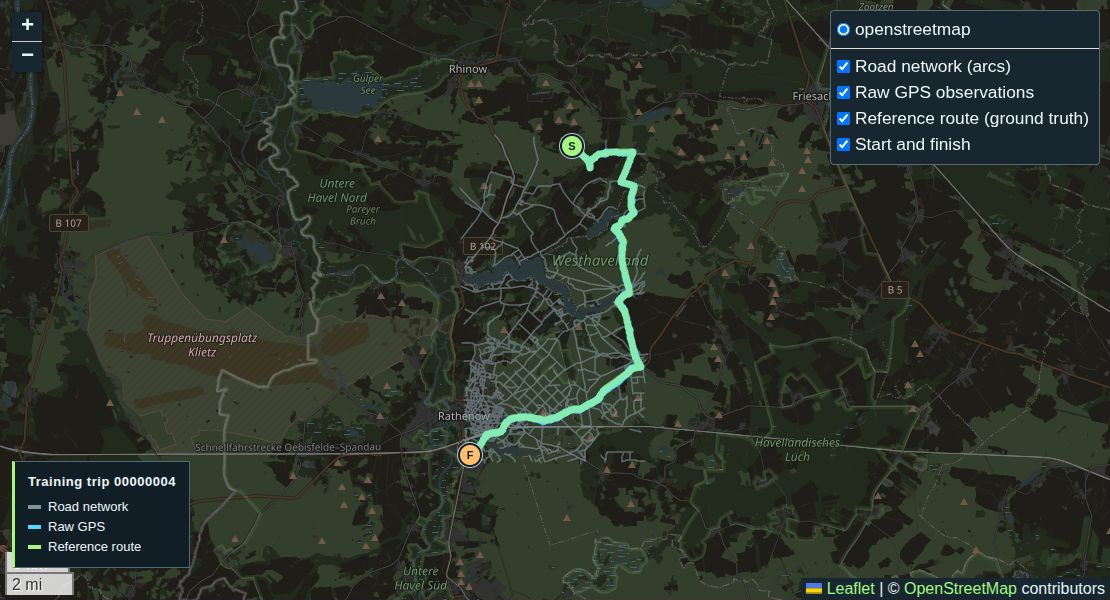 +
−
Zootzen
openstreetmap
Road network (arcs)
Raw GPS observations
Reference route (ground truth)
Start and finish
Rhinow
Gülper
See
Friesack
S
Untere
Havel Nord
Pareyer
Bruch
B 107
B 102
Westhavelland
B 5
Truppenübungsplatz
Klietz
Rathenow
Schnellfahrstrecke Oebisfelde–Spandau
F
Havelländisches
Luch
Training trip 00000004
Road network
Raw GPS
Reference route
Untere
Havel Süd
2 mi
Leaflet | © OpenStreetMap contributors